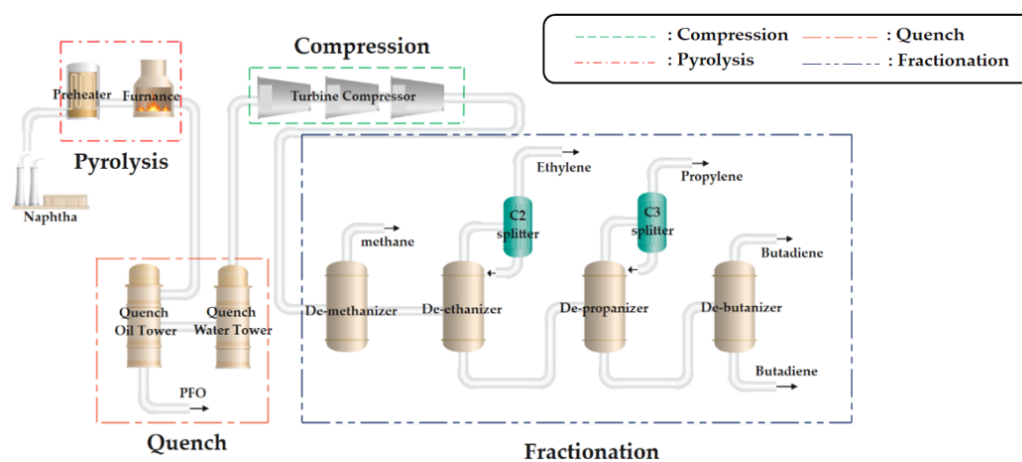 : Compression
: Quench
: Pyrolysis
: Fractionation
Compression
Preheater
Furnance
Turbine Compressor
Pyrolysis
Naphtha
Ethylene
Propylene
C2
splitter
C3
splitter
methane
Butadiene
Quench
Oil Tower
Quench
Water Tower
De-methanizer
De-ethanizer
De-propanizer
De-butanizer
PFO
Butadiene
Quench
Fractionation